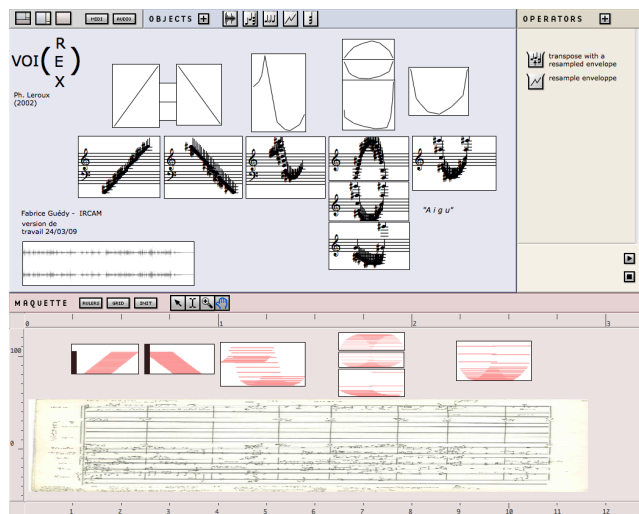 MIDI AUDIO OBJECTS
OPERATORS
VOI(
R
E
X
)
Ph. Leroux
(2002)
transpose with a
resampled envelope
resample enveloppe
Fabrice Guédy - IRCAM
version de
travail 24/03/09
"A i g u"
MAQUETTE RULERS GRID INIT
0 1 2 3
100
0
1 2 3 4 5 6 7 8 9 10 11 12